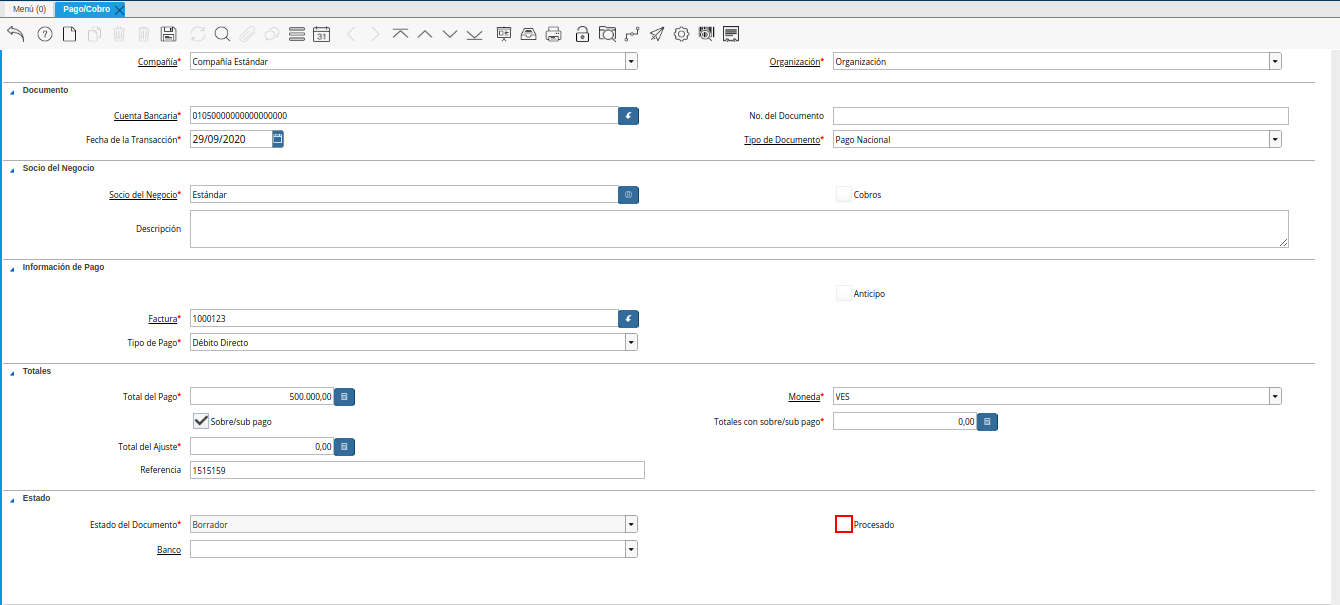 Menú (0) Pago/Cobro
31
Compañía* Compañía Estándar Organización* Organización
Documento
Cuenta Bancaria* 01050000000000000000 No. del Documento
Fecha de la Transacción* 29/09/2020 Tipo de Documento* Pago Nacional
Socio del Negocio
Socio del Negocio* Estándar Cobros
Descripción
Información de Pago
Anticipo
Factura* 1000123
Tipo de Pago* Débito Directo
Totales
Total del Pago* 500.000,00 Moneda* VES
Sobre/sub pago Totales con sobre/sub pago* 0,00
Total del Ajuste* 0,00
Referencia 1515159
Estado
Estado del Documento* Borrador Procesado
Banco